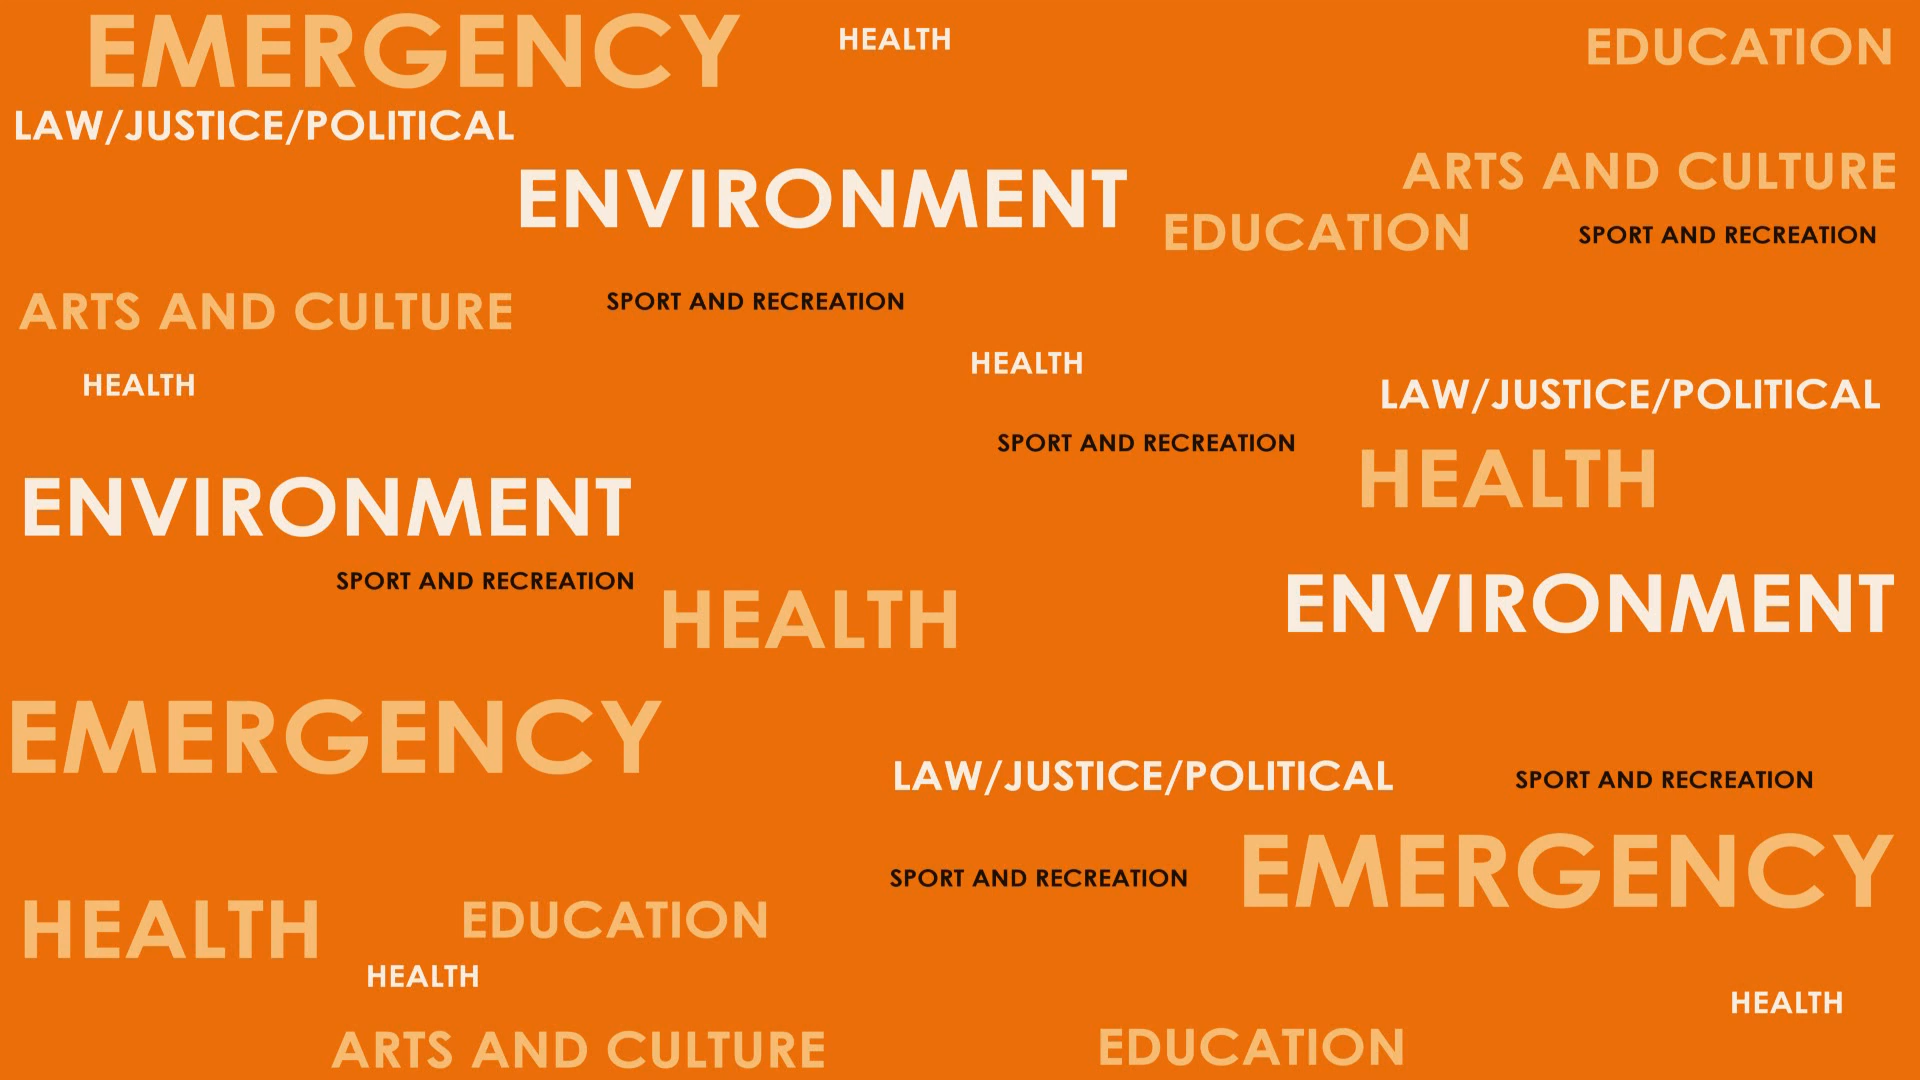 EMERGENCY
HEALTH
EDUCATION
LAW/JUSTICE/POLITICAL
ARTS AND CULTURE
ENVIRONMENT
EDUCATION
SPORT AND RECREATION
ARTS AND CULTURE
SPORT AND RECREATION
HEALTH
HEALTH
LAW/JUSTICE/POLITICAL
SPORT AND RECREATION
HEALTH
ENVIRONMENT
SPORT AND RECREATION
HEALTH
ENVIRONMENT
EMERGENCY
LAW/JUSTICE/POLITICAL
SPORT AND RECREATION
EMERGENCY
SPORT AND RECREATION
HEALTH
EDUCATION
HEALTH
HEALTH
ARTS AND CULTURE
EDUCATION